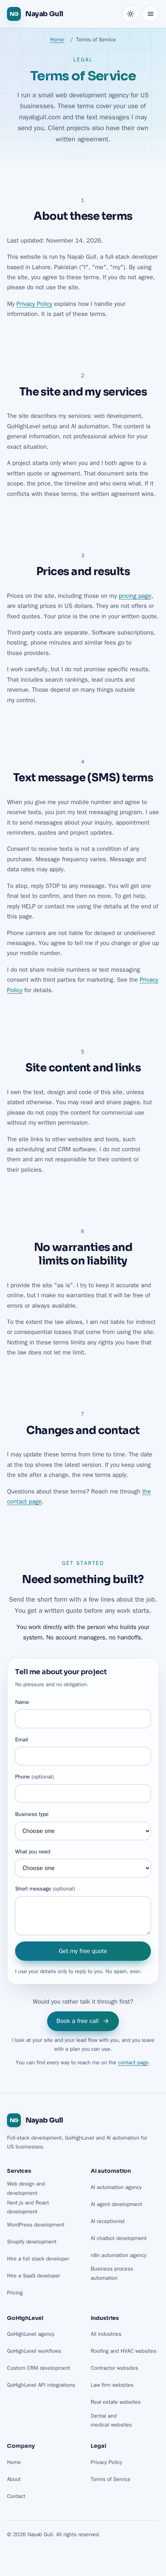 NG Nayab Gull
Home / Terms of Service
LEGAL
Terms of Service
I run a small web development agency for US
businesses. These terms cover your use of
nayabgull.com and the text messages I may
send you. Client projects also have their own
written agreement.
1
About these terms
Last updated: November 14, 2026.
This website is run by Nayab Gull, a full-stack developer
based in Lahore, Pakistan ("I", "me", "my"). By using
the site, you agree to these terms. If you do not agree,
please do not use the site.
My Privacy Policy explains how I handle your
information. It is part of these terms.
2
The site and my services
The site describes my services: web development,
GoHighLevel setup and AI automation. The content is
general information, not professional advice for your
exact situation.
A project starts only when you and I both agree to a
written quote or agreement. That document sets the
scope, the price, the timeline and who owns what. If it
conflicts with these terms, the written agreement wins.
3
Prices and results
Prices on the site, including those on my pricing page,
are starting prices in US dollars. They are not offers or
fixed quotes. Your price is the one in your written quote.
Third-party costs are separate. Software subscriptions,
hosting, phone minutes and similar fees go to
those providers.
I work carefully, but I do not promise specific results.
That includes search rankings, lead counts and
revenue. Those depend on many things outside
my control.
4
Text message (SMS) terms
When you give me your mobile number and agree to
receive texts, you join my text messaging program. I use
it to send messages about your inquiry, appointment
reminders, quotes and project updates.
Consent to receive texts is not a condition of any
purchase. Message frequency varies. Message and
data rates may apply.
To stop, reply STOP to any message. You will get one
final text to confirm, and then no more. To get help,
reply HELP or contact me using the details at the end of
this page.
Phone carriers are not liable for delayed or undelivered
messages. You agree to tell me if you change or give up
your mobile number.
I do not share mobile numbers or text messaging
consent with third parties for marketing. See the Privacy
Policy for details.
5
Site content and links
I own the text, design and code of this site, unless
stated otherwise. You may read and share pages, but
please do not copy the content for commercial use
without my written permission.
The site links to other websites and tools, such
as scheduling and CRM software. I do not control
them and am not responsible for their content or
their policies.
6
No warranties and
limits on liability
I provide the site "as is". I try to keep it accurate and
online, but I make no warranties that it will be free of
errors or always available.
To the extent the law allows, I am not liable for indirect
or consequential losses that come from using the site.
Nothing in these terms limits any rights you have that
the law does not let me limit.
7
Changes and contact
I may update these terms from time to time. The date
at the top shows the latest version. If you keep using
the site after a change, the new terms apply.
Questions about these terms? Reach me through the
contact page.
GET STARTED
Need something built?
Send the short form with a few lines about the job.
You get a written quote before any work starts.
You work directly with the person who builds your
system. No account managers, no handoffs.
Tell me about your project
No pressure and no obligation.
Name
Email
Phone (optional)
Business type
Choose one
What you need
Choose one
Short message (optional)
Get my free quote
I use your details only to reply to you. No spam, ever.
Would you rather talk it through first?
Book a free call →
I look at your site and your lead flow with you, and you leave
with a plan you can use.
You can find every way to reach me on the contact page.
NG Nayab Gull
Full-stack development, GoHighLevel and AI automation for
US businesses.
Services
Web design and
development
Next.js and React
development
WordPress development
Shopify development
Hire a full stack developer
Hire a SaaS developer
Pricing
AI automation
AI automation agency
AI agent development
AI receptionist
AI chatbot development
n8n automation agency
Business process
automation
GoHighLevel
GoHighLevel agency
GoHighLevel workflows
Custom CRM development
GoHighLevel API integrations
Industries
All industries
Roofing and HVAC websites
Contractor websites
Law firm websites
Real estate websites
Dental and
medical websites
Company
Home
About
Contact
Legal
Privacy Policy
Terms of Service
© 2026 Nayab Gull. All rights reserved.